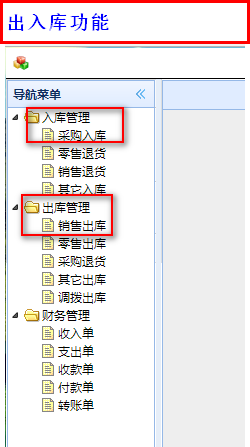 出入库功能
导航菜单
入库管理
采购入库
零售退货
销售退货
其它入库
出库管理
销售出库
零售出库
采购退货
其它出库
调拨出库
财务管理
收入单
支出单
收款单
付款单
转账单